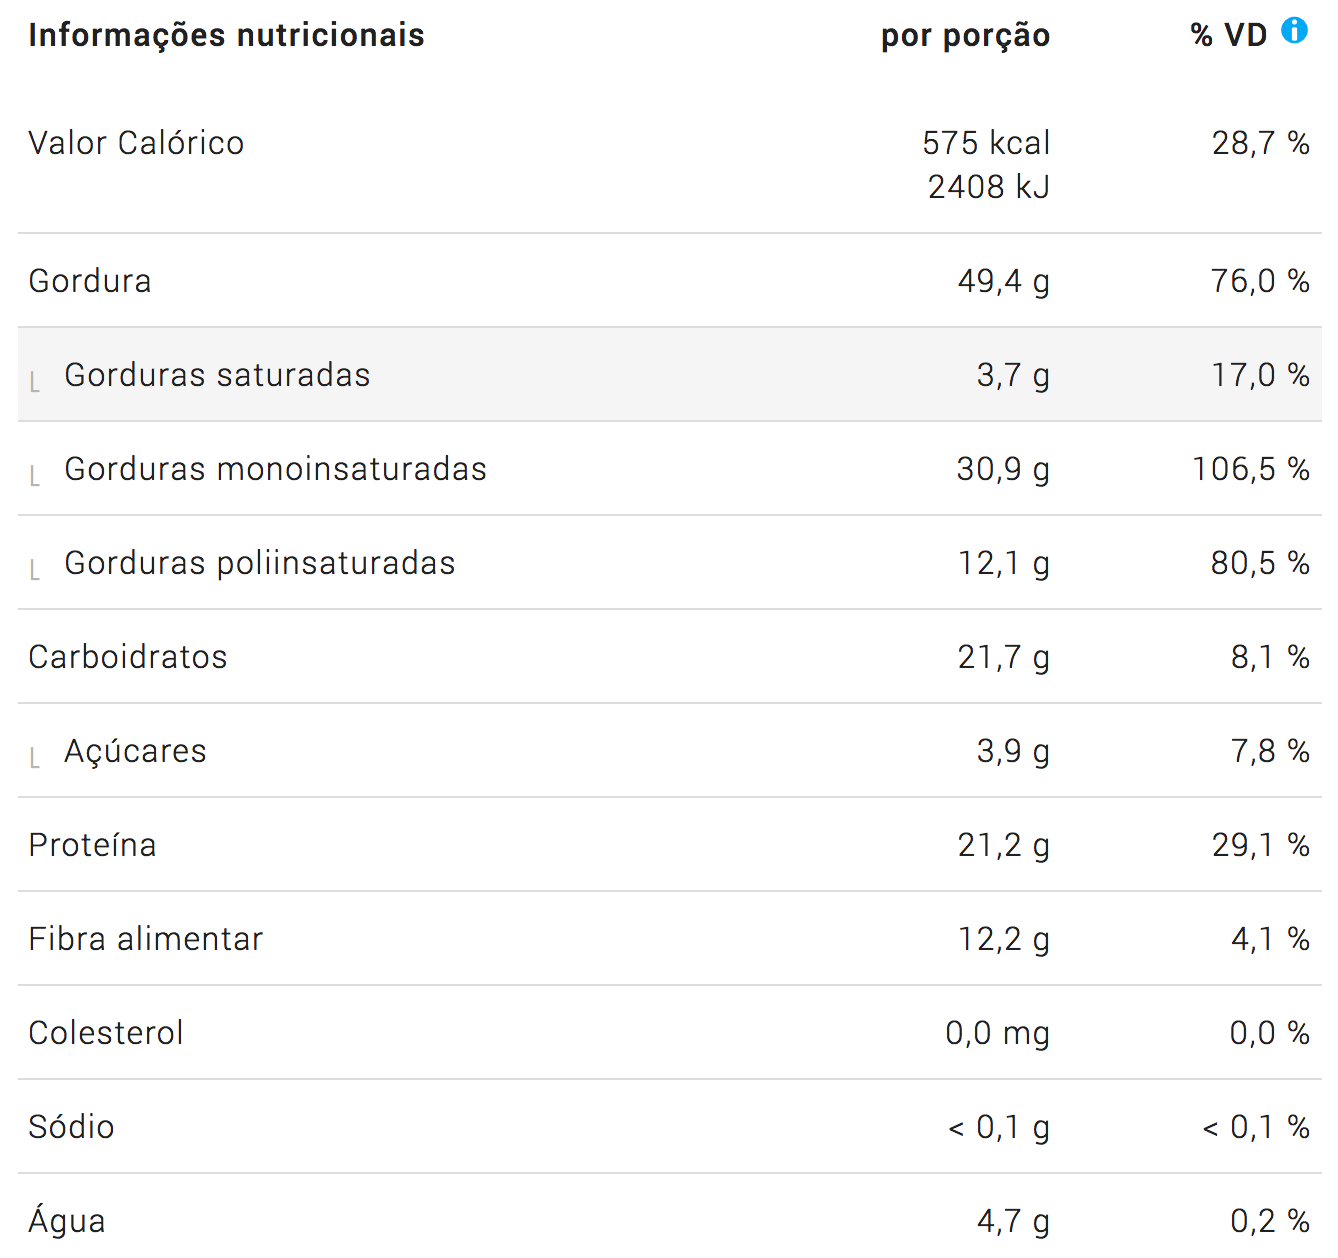 Informações nutricionais por porção % VD
Valor Calórico 575 kcal 28,7 %
2408 kJ
Gordura 49,4 g 76,0 %
Gorduras saturadas 3,7 g 17,0 %
Gorduras monoinsaturadas 30,9 g 106,5 %
Gorduras poliinsaturadas 12,1 g 80,5 %
Carboidratos 21,7 g 8,1 %
Açúcares 3,9 g 7,8 %
Proteína 21,2 g 29,1 %
Fibra alimentar 12,2 g 4,1 %
Colesterol 0,0 mg 0,0 %
Sódio < 0,1 g < 0,1 %
Água 4,7 g 0,2 %